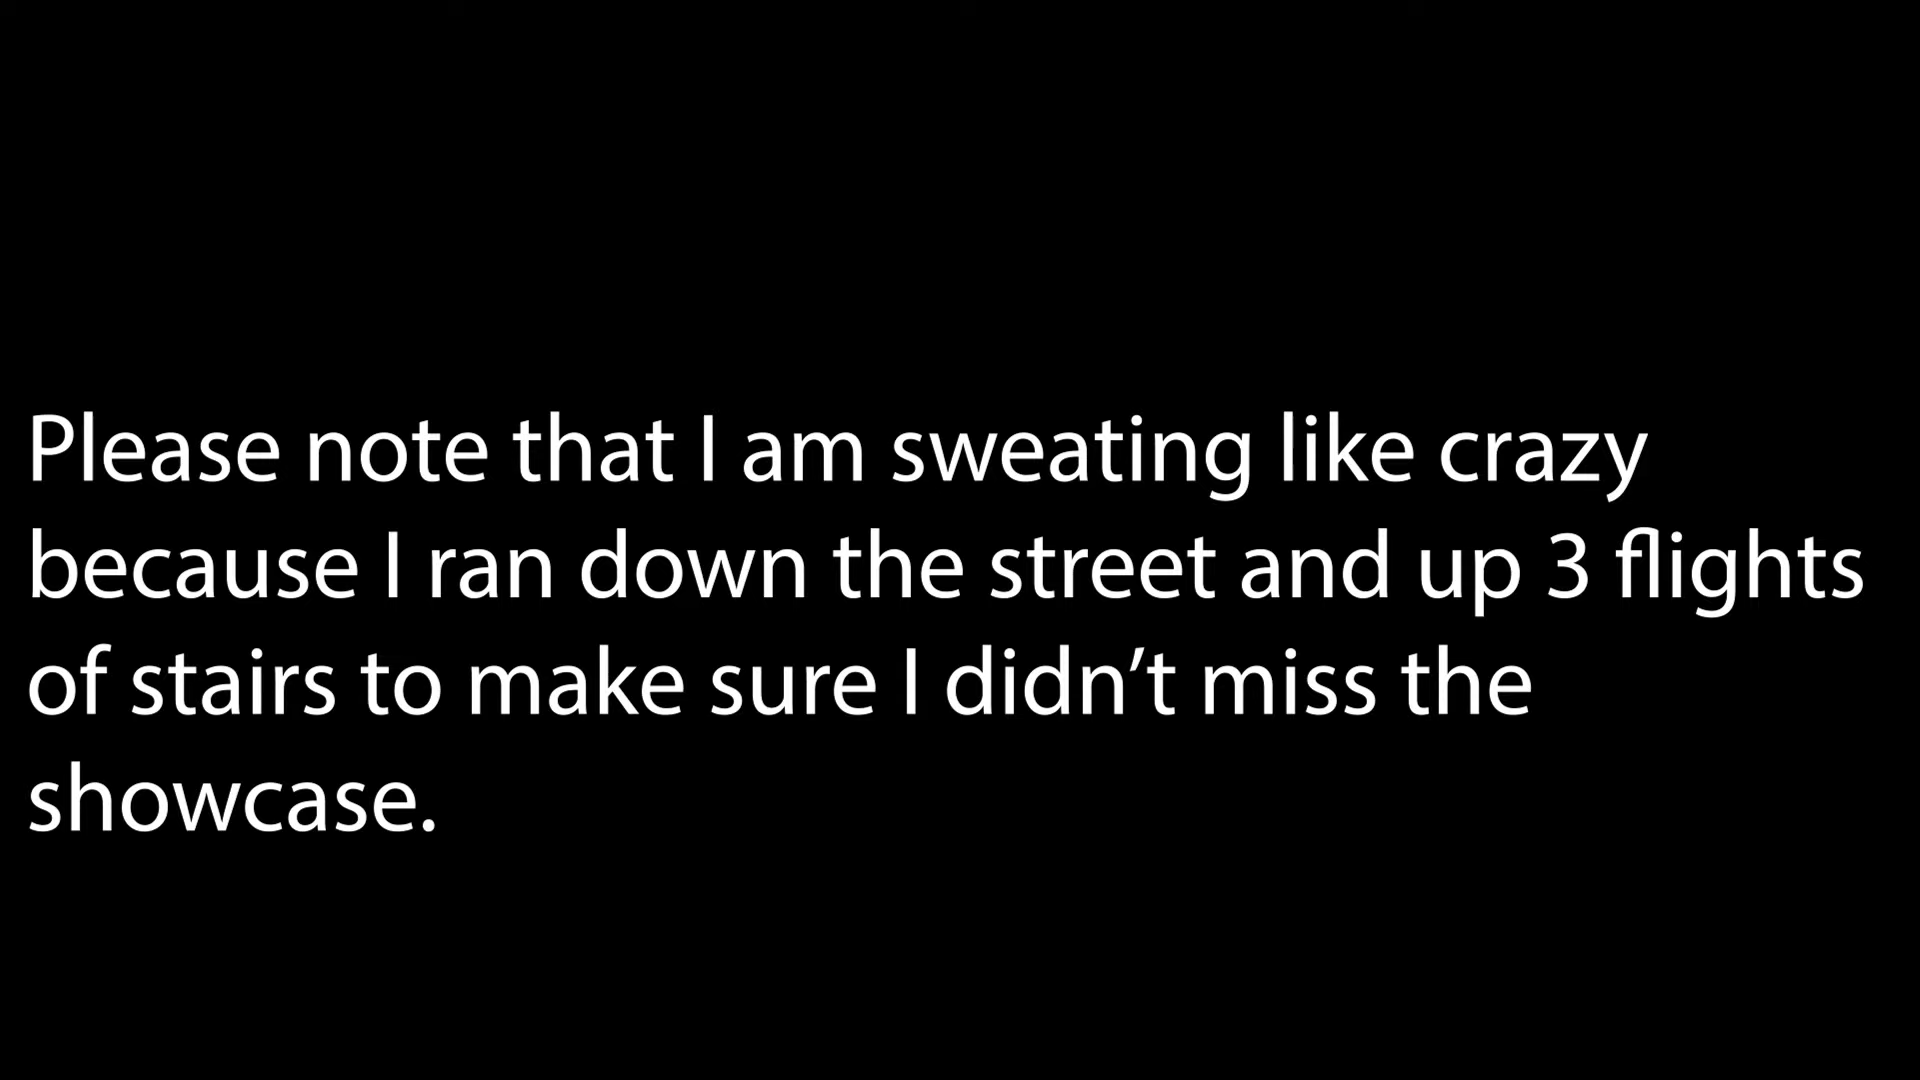 Please note that I am sweating like crazy
because I ran down the street and up 3 flights
of stairs to make sure I didn’t miss the
showcase.